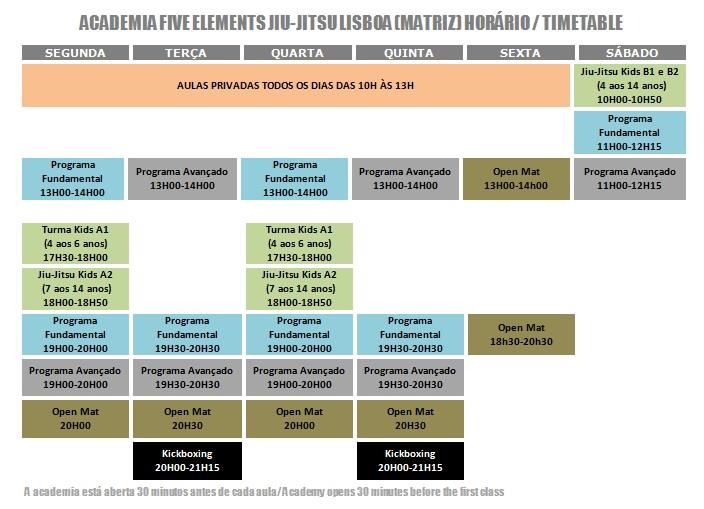 ACADEMIA FIVE ELEMENTS JIU-JITSU LISBOA (MATRIZ) HORÁRIO / TIMETABLE
SEGUNDA TERÇA QUARTA QUINTA SEXTA SÁBADO
AULAS PRIVADAS TODOS OS DIAS DAS 10H ÀS 13H
Jiu-Jitsu Kids B1 e B2
(4 aos 14 anos)
10H00-10H50
Programa
Fundamental
11H00-12H15
Programa
Fundamental
13H00-14H00
Programa Avançado
13H00-14H00
Programa
Fundamental
13H00-14H00
Programa Avançado
13H00-14H00
Open Mat
13H00-14h00
Programa Avançado
11H00-12H15
Turma Kids A1
(4 aos 6 anos)
17H30-18H00
Turma Kids A1
(4 aos 6 anos)
17H30-18H00
Jiu-Jitsu Kids A2
(7 aos 14 anos)
18H00-18H50
Jiu-Jitsu Kids A2
(7 aos 14 anos)
18H00-18H50
Programa
Fundamental
19H00-20H00
Programa
Fundamental
19H30-20H30
Programa
Fundamental
19H00-20H00
Programa
Fundamental
19H30-20H30
Open Mat
18h30-20h30
Programa Avançado
19H00-20H00
Programa Avançado
19H30-20H30
Programa Avançado
19H00-20H00
Programa Avançado
19H30-20H30
Open Mat
20H00
Open Mat
20H30
Open Mat
20H00
Open Mat
20H30
Kickboxing
20H00-21H15
Kickboxing
20H00-21H15
A academia está aberta 30 minutos antes de cada aula/Academy opens 30 minutes before the first class